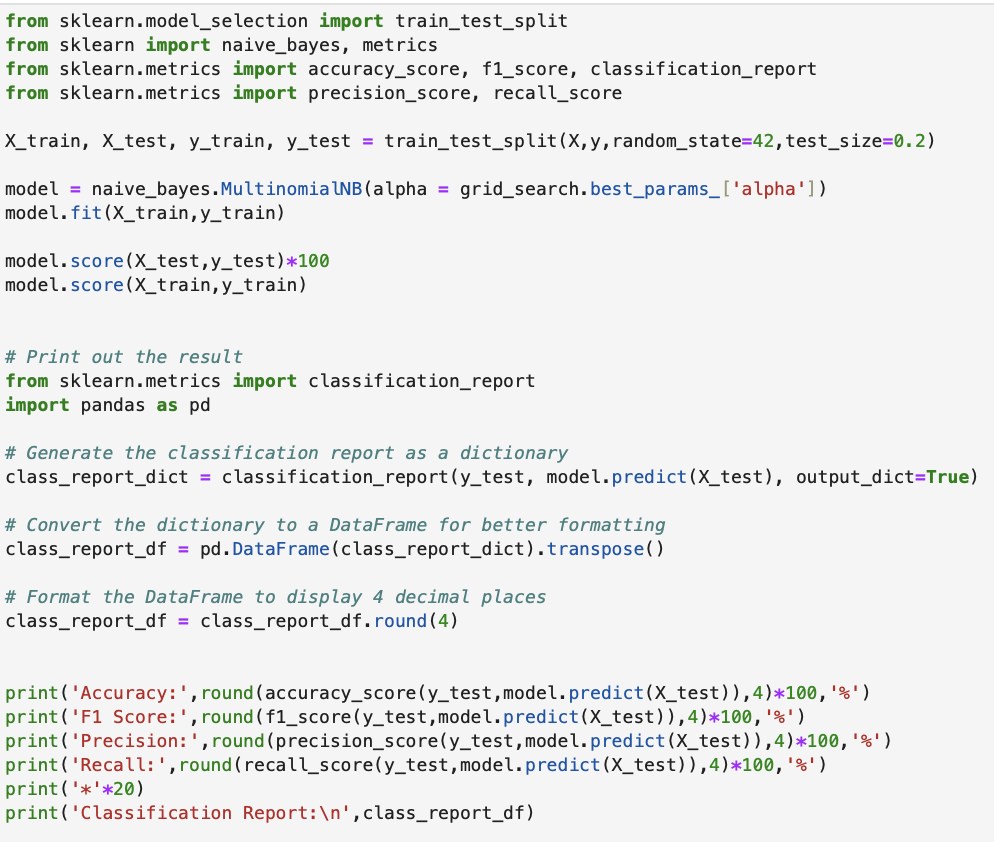 from sklearn.model_selection import train_test_split
from sklearn import naive_bayes, metrics
from sklearn.metrics import accuracy_score, f1_score, classification_report
from sklearn.metrics import precision_score, recall_score
X_train, X_test, y_train, y_test = train_test_split(X,y,random_state=42,test_size=0.2)
model = naive_bayes.MultinomialNB(alpha = grid_search.best_params_['alpha'])
model.fit(X_train,y_train)
model.score(X_test,y_test)*100
model.score(X_train,y_train)
# Print out the result
from sklearn.metrics import classification_report
import pandas as pd
# Generate the classification report as a dictionary
class_report_dict = classification_report(y_test, model.predict(X_test), output_dict=True)
# Convert the dictionary to a DataFrame for better formatting
class_report_df = pd.DataFrame(class_report_dict).transpose()
# Format the DataFrame to display 4 decimal places
class_report_df = class_report_df.round(4)
print('Accuracy:',round(accuracy_score(y_test,model.predict(X_test)),4)*100,'%')
print('F1 Score:',round(f1_score(y_test,model.predict(X_test)),4)*100,'%')
print('Precision:',round(precision_score(y_test,model.predict(X_test)),4)*100,'%')
print('Recall:',round(recall_score(y_test,model.predict(X_test)),4)*100,'%')
print('*'*20)
print('Classification Report:\n',class_report_df)